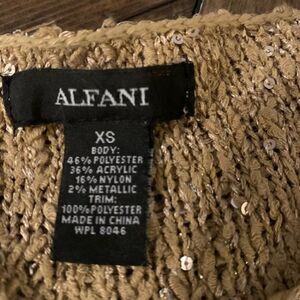 ALFANI
XS
BODY:
46% POLYESTER
36% ACRYLIC
16% NYLON
2% METALLIC
TRIM:
100% POLYESTER
MADE IN CHINA
WPL 8046